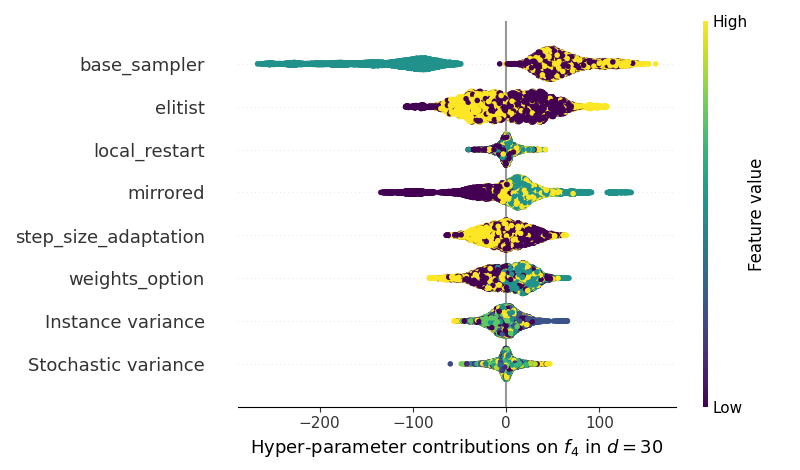 High
base_sampler
elitist
local_restart
mirrored
step_size_adaptation
weights_option
Instance variance
Stochastic variance
Feature value
Low
−200 −100 0 100
Hyper-parameter contributions on f₄ in d = 30